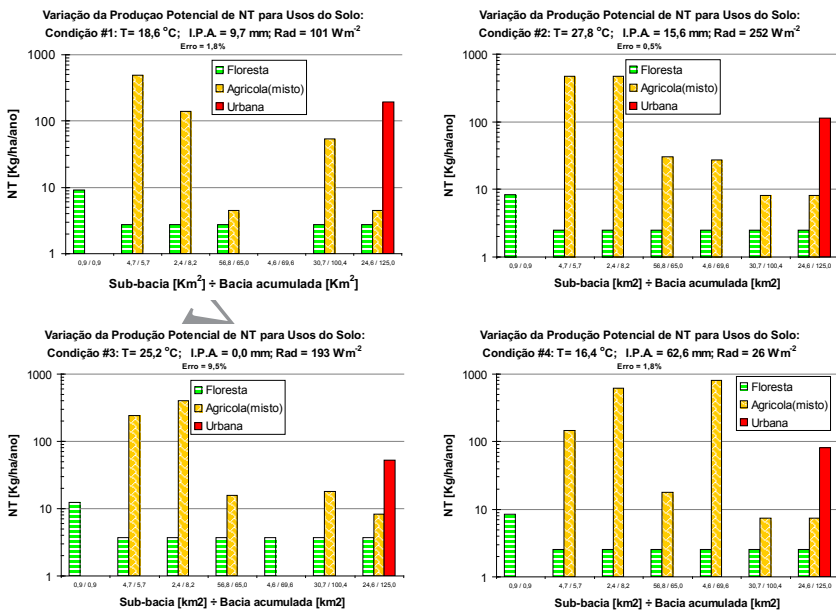 Variação da Produçao Potencial de NT para Usos do Solo:
Condição #1: T= 18,6 °C; I.P.A. = 9,7 mm; Rad = 101 Wm-2
Erro = 1,8%
1000
100
10
1
NT [Kg/ha/ano]
Floresta
Agricola(misto)
Urbana
0,9 / 0,9
4,7 / 5,7
2,4 / 8,2
56,8 / 65,0
4,6 / 69,6
30,7 / 100,4
24,6 / 125,0
Sub-bacia [Km2] ÷ Bacia acumulada [Km2]
Variação da Produção Potencial de NT para Usos do Solo:
Condição #2: T= 27,8 °C; I.P.A. = 15,6 mm; Rad = 252 Wm-2
Erro = 0,5%
1000
100
10
1
NT [Kg/ha/ano]
Floresta
Agricola(misto)
Urbana
0,9 / 0,9
4,7 / 5,7
2,4 / 8,2
56,8 / 65,0
4,6 / 69,6
30,7 / 100,4
24,6 / 125,0
Sub-bacia [km2] ÷ Bacia acumulada [km2]
Variação da Produção Potencial de NT para Usos do Solo:
Condição #3: T= 25,2 °C; I.P.A. = 0,0 mm; Rad = 193 Wm-2
Erro = 9,5%
1000
100
10
1
NT [Kg/ha/ano]
Floresta
Agricola(misto)
Urbana
0,9 / 0,9
4,7 / 5,7
2,4 / 8,2
56,8 / 65,0
4,6 / 69,6
30,7 / 100,4
24,6 / 125,0
Sub-bacia [km2] ÷ Bacia acumulada [km2]
Variação da Produção Potencial de NT para Usos do Solo:
Condição #4: T= 16,4 °C; I.P.A. = 62,6 mm; Rad = 26 Wm-2
Erro = 1,8%
1000
100
10
1
NT [Kg/ha/ano]
Floresta
Agricola(misto)
Urbana
0,9 / 0,9
4,7 / 5,7
2,4 / 8,2
56,8 / 65,0
4,6 / 69,6
30,7 / 100,4
24,6 / 125,0
Sub-bacia [km2] ÷ Bacia acumulada [km2]